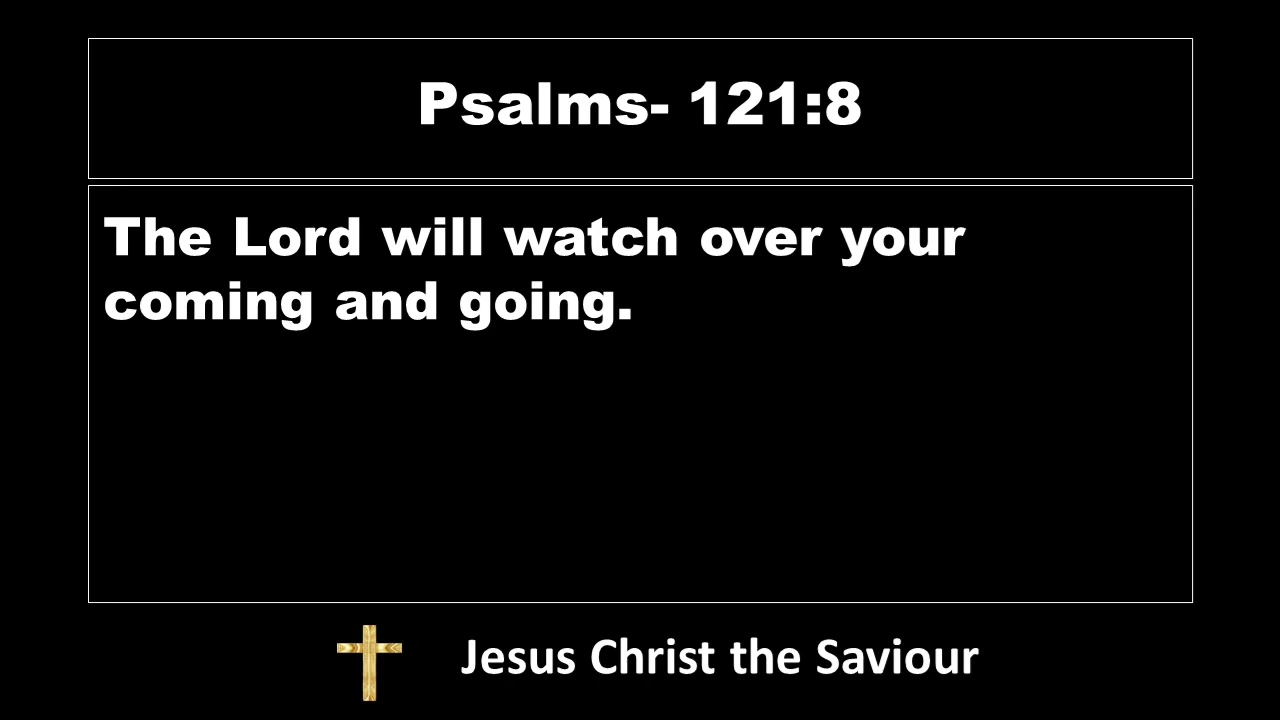 Psalms- 121:8
The Lord will watch over your
coming and going.
Jesus Christ the Saviour